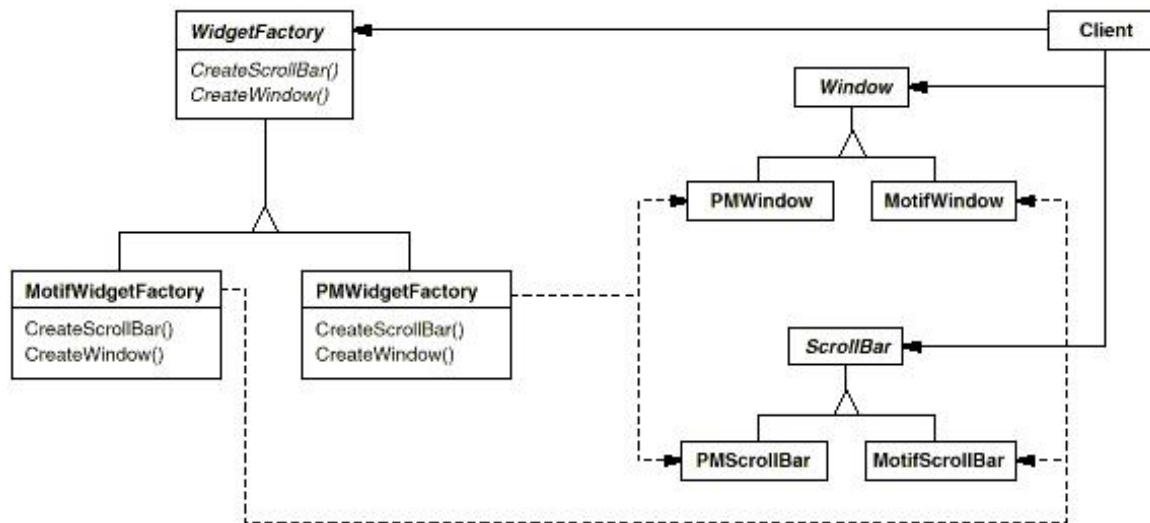 WidgetFactory
CreateScrollBar()
CreateWindow()
Client
Window
PMWindow
MotifWindow
MotifWidgetFactory
CreateScrollBar()
CreateWindow()
PMWidgetFactory
CreateScrollBar()
CreateWindow()
ScrollBar
PMScrollBar
MotifScrollBar